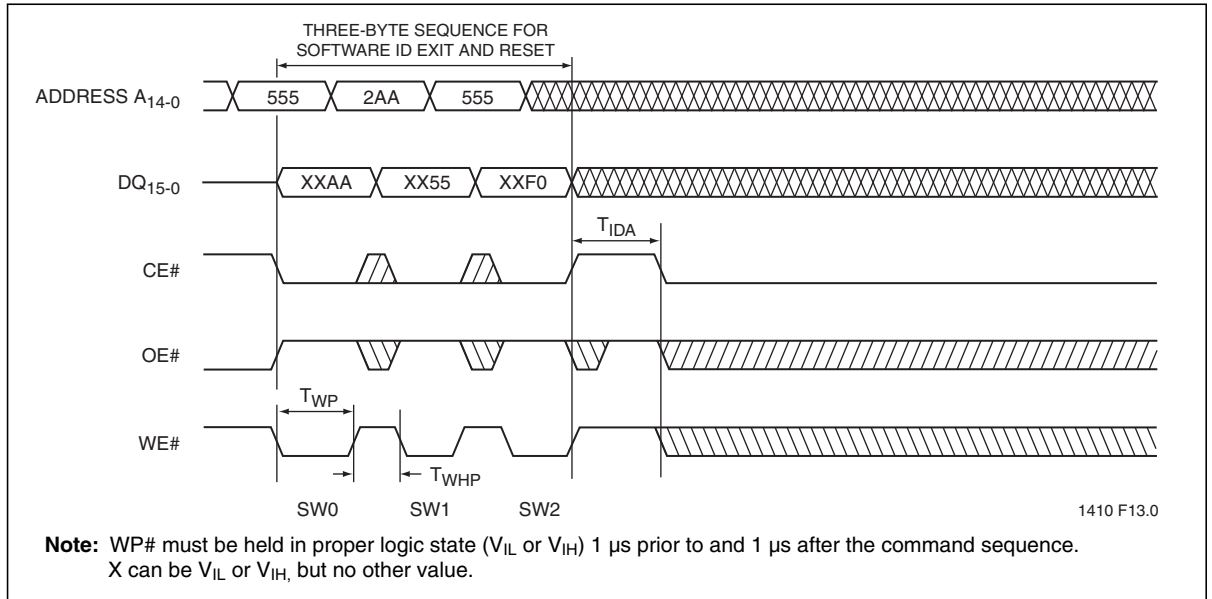 THREE-BYTE SEQUENCE FOR
SOFTWARE ID EXIT AND RESET
ADDRESS A14-0
555
2AA
555
DQ15-0
XXAA
XX55
XXF0
TIDA
CE#
OE#
TWP
WE#
TWHP
SW0
SW1
SW2
1410 F13.0
Note: WP# must be held in proper logic state (VIL or VIH) 1 µs prior to and 1 µs after the command sequence.
X can be VIL or VIH, but no other value.